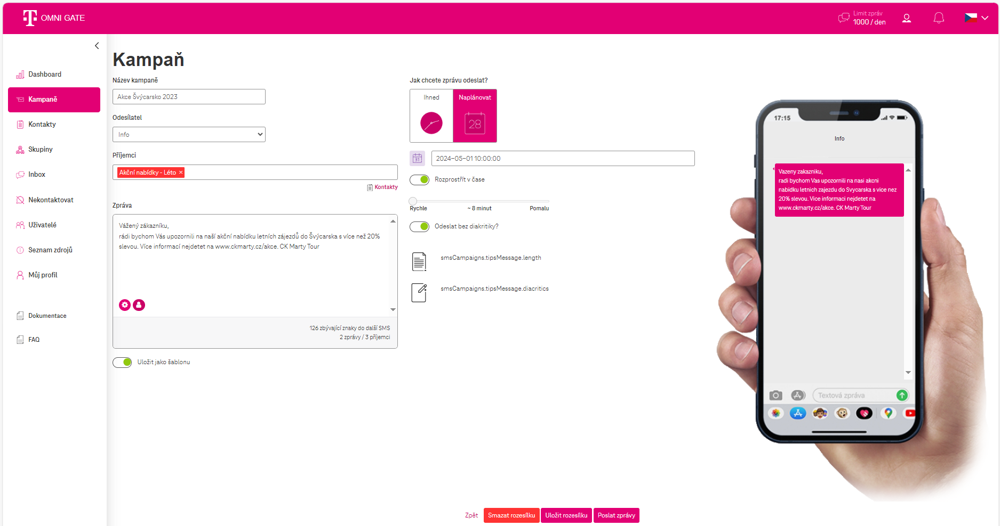 OMNI GATE
Limit zpráv
1000 / den
Dashboard
Kampaně
Kontakty
Skupiny
Inbox
Nekontaktovat
Uživatelé
Seznam zdrojů
Můj profil
Dokumentace
FAQ
Kampaň
Název kampaně
Akce Švýcarsko 2023
Odesílatel
Info
Příjemci
Akční nabídky - Léto ×
Kontakty
Zpráva
Vážený zákazníku,
rádi bychom Vás upozornili na naší akční nabídku letních zájezdů do Švýcarska s více než 20%
slevou. Více informací nejdetet na www.ckmarty.cz/akce. CK Marty Tour
126 zbývající znaky do další SMS
2 zprávy / 3 příjemci
Uložit jako šablonu
Jak chcete zprávu odeslat?
Ihned
Naplánovat
28
31
2024-05-01 10:00:00
Rozprostřít v čase
Rychle
~ 8 minut
Pomalu
Odeslat bez diakritiky?
smsCampaigns.tipsMessage.length
smsCampaigns.tipsMessage.diacritics
17:15
Info
Vazeny zakazniku,
radi bychom Vas upozornili na nasi akcni
nabidku letnich zajezdu do Svycarska s vice nez
20% slevou. Vice informaci nejdetet na
www.ckmarty.cz/akce. CK Marty Tour
Textová zpráva
Zpět
Smazat rozesílku
Uložit rozesílku
Poslat zprávy